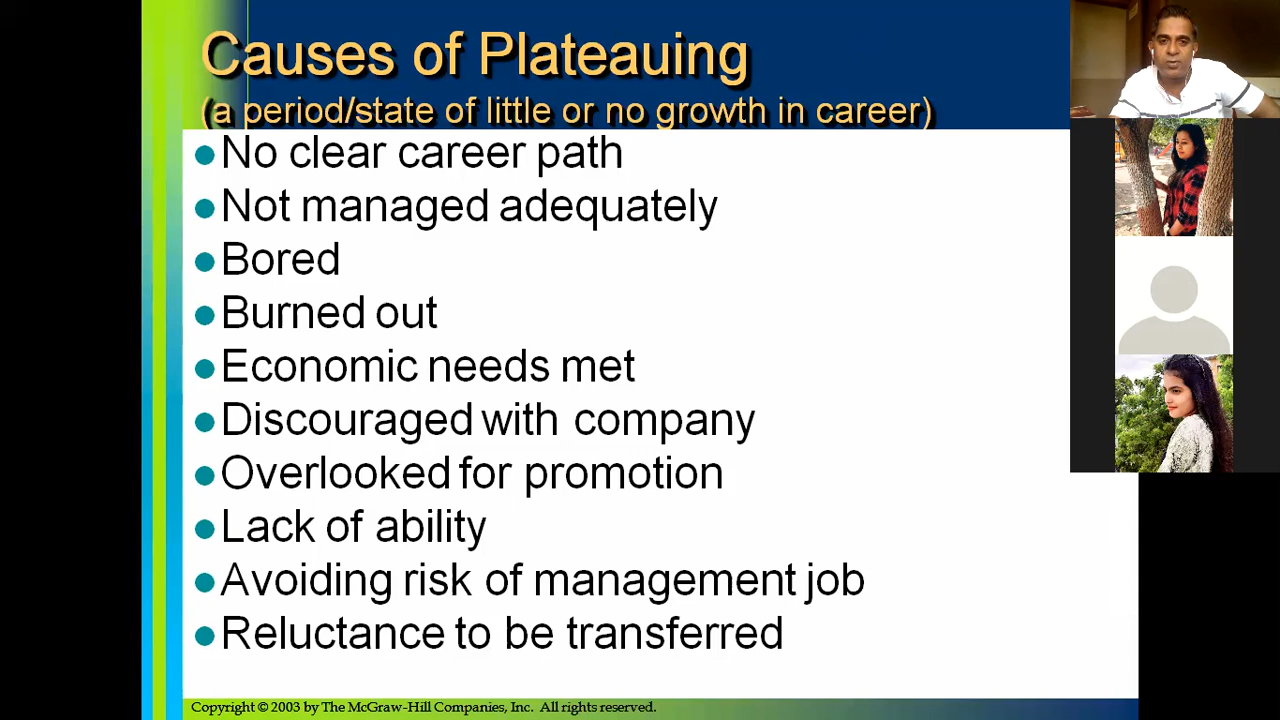 Causes of Plateauing
(a period/state of little or no growth in career)
●No clear career path
●Not managed adequately
●Bored
●Burned out
●Economic needs met
●Discouraged with company
●Overlooked for promotion
●Lack of ability
●Avoiding risk of management job
●Reluctance to be transferred
Copyright © 2003 by The McGraw-Hill Companies, Inc. All rights reserved.